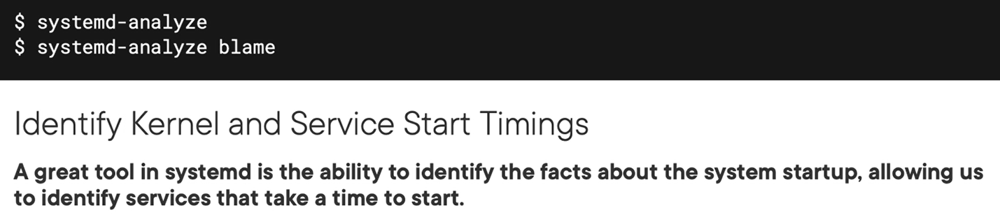 $ systemd-analyze
$ systemd-analyze blame
Identify Kernel and Service Start Timings
A great tool in systemd is the ability to identify the facts about the system startup, allowing us
to identify services that take a time to start.